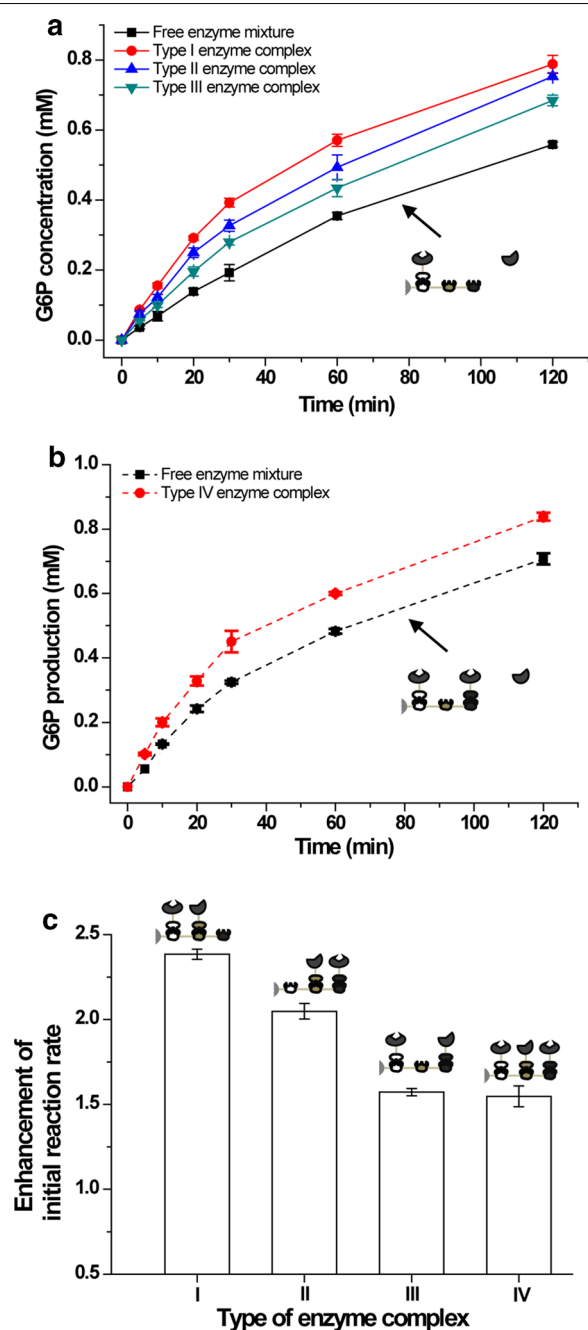 a
Free enzyme mixture
Type I enzyme complex
Type II enzyme complex
Type III enzyme complex
G6P concentration (mM)
0.8
0.6
0.4
0.2
0.0
0 20 40 60 80 100 120
Time (min)
b
Free enzyme mixture
Type IV enzyme complex
G6P production (mM)
1.0
0.8
0.6
0.4
0.2
0.0
0 20 40 60 80 100 120
Time (min)
c
Enhancement of
initial reaction rate
2.5
2.0
1.5
1.0
0.5
I II III IV
Type of enzyme complex